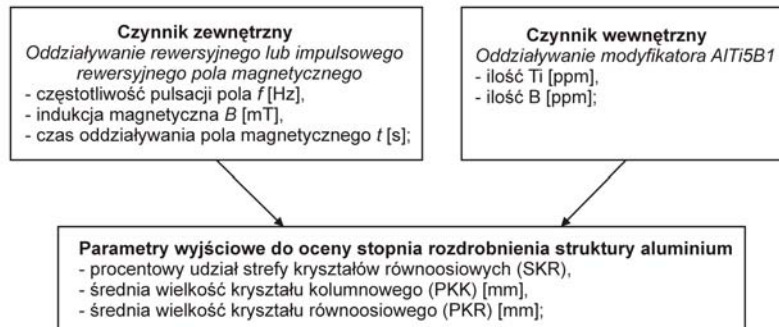 Czynnik zewnętrzny
Oddziaływanie rewersyjnego lub impulsowego
rewersyjnego pola magnetycznego
- częstotliwość pulsacji pola f [Hz],
- indukcja magnetyczna B [mT],
- czas oddziaływania pola magnetycznego t [s];
Czynnik wewnętrzny
Oddziaływanie modyfikatora AlTi5B1
- ilość Ti [ppm],
- ilość B [ppm];
Parametry wyjściowe do oceny stopnia rozdrobnienia struktury aluminium
- procentowy udział strefy kryształów równoosiowych (SKR),
- średnia wielkość kryształu kolumnowego (PKK) [mm],
- średnia wielkość kryształu równoosiowego (PKR) [mm];